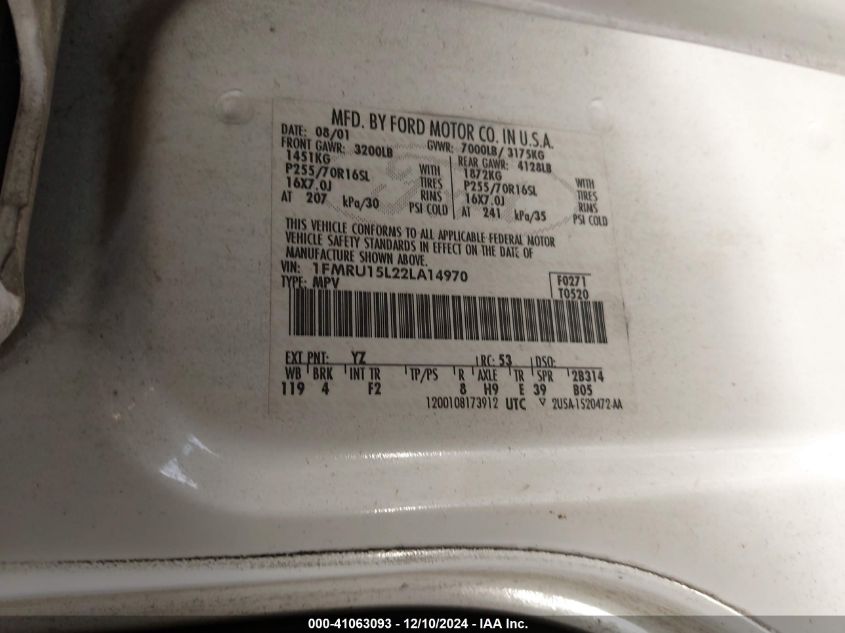 MFD. BY FORD MOTOR CO. IN U.S.A.
DATE: 08/01 GVWR: 7000LB/ 3175KG
FRONT GAWR: 3200LB REAR GAWR: 4128LB
1451KG WITH 1872KG WITH
P255/70R16SL TIRES P255/70R16SL TIRES
16X7.0J RIMS 16X7.0J RIMS
AT 207 kPa/30 PSI COLD AT 241 kPa/35 PSI COLD
THIS VEHICLE CONFORMS TO ALL APPLICABLE FEDERAL MOTOR
VEHICLE SAFETY STANDARDS IN EFFECT ON THE DATE OF
MANUFACTURE SHOWN ABOVE.
VIN: 1FMRU15L22LA14970 F0271
TYPE: MPV T0520
EXT PNT: YZ RC: 53 DSO:
WB BRK INT TR TP/PS R AXLE TR SPR 28314
119 4 F2 8 H9 E 39 B05
1200108173912 UTC ▽ 2USA-1520472-AA
000-41063093 - 12/10/2024 - IAA Inc.